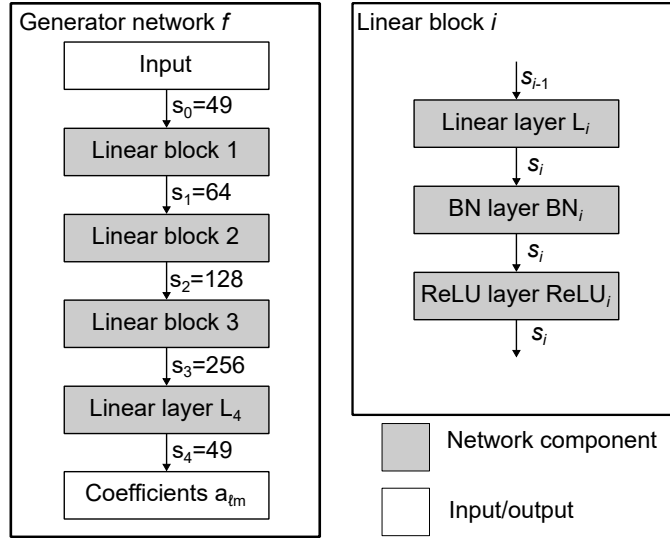 Generator network f
Input
s₀=49
Linear block 1
s₁=64
Linear block 2
s₂=128
Linear block 3
s₃=256
Linear layer L₄
s₄=49
Coefficients aₗₘ
Linear block i
sᵢ₋₁
Linear layer Lᵢ
sᵢ
BN layer BNᵢ
sᵢ
ReLU layer ReLUᵢ
sᵢ
Network component
Input/output